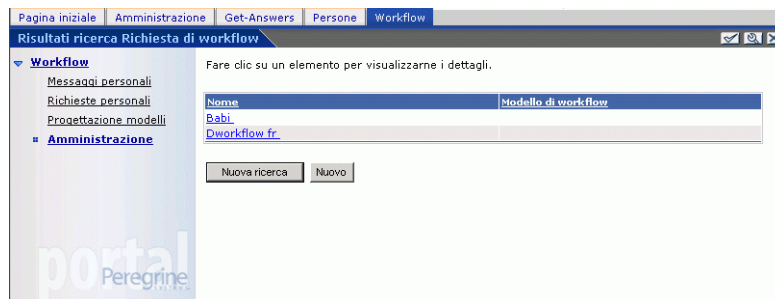 Pagina iniziale Amministrazione Get-Answers Persone Workflow
Risultati ricerca Richiesta di workflow
Workflow
Messaggi personali
Richieste personali
Progettazione modelli
Amministrazione
Fare clic su un elemento per visualizzarne i dettagli.
Nome Modello di workflow
Babi
Dworkflow fr
Nuova ricerca Nuovo
portal
Peregrine